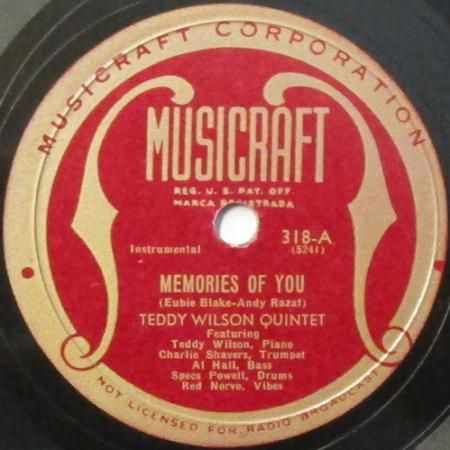 MUSICRAFT CORPORATION
MUSICRAFT
REG. U. S. PAT. OFF.
MARCA REGISTRADA
Instrumental
318-A
(5241)
MEMORIES OF YOU
(Eubie Blake-Andy Razaf)
TEDDY WILSON QUINTET
Featuring
Teddy Wilson, Piano
Charlie Shavers, Trumpet
Al Hall, Bass
Specs Powell, Drums
Red Norvo, Vibes
NOT LICENSED FOR RADIO BROADCAST